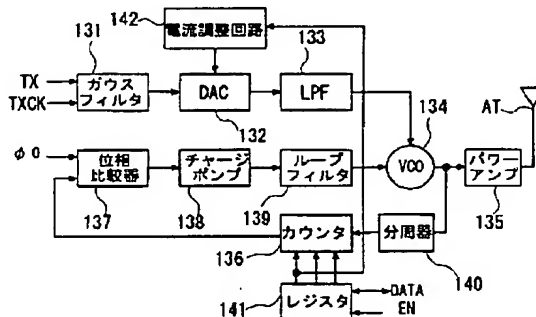 142
電流調整回路
131
ガウス
フィルタ
TX
TXCK
DAC
132
133
LPF
134
VCO
AT
パワー
アンプ
135
φ0
位相
比較器
137
チャージ
ポンプ
138
ループ
フィルタ
139
カウンタ
136
分周器
140
レジスタ
141
DATA
EN